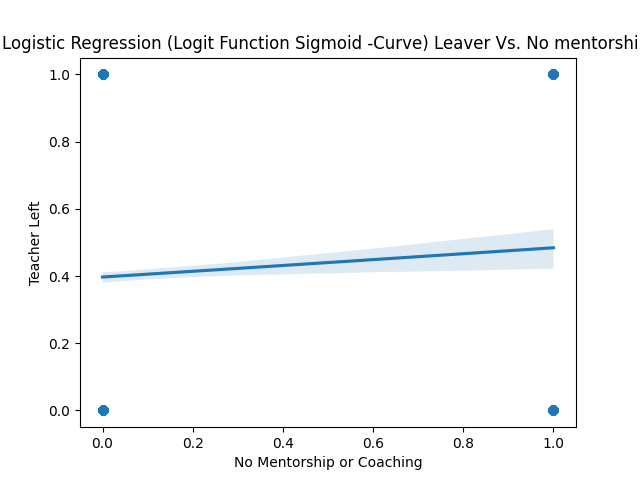 Logistic Regression (Logit Function Sigmoid -Curve) Leaver Vs. No mentorshi
1.0
0.8
0.6
0.4
0.2
0.0
Teacher Left
0.0 0.2 0.4 0.6 0.8 1.0
No Mentorship or Coaching